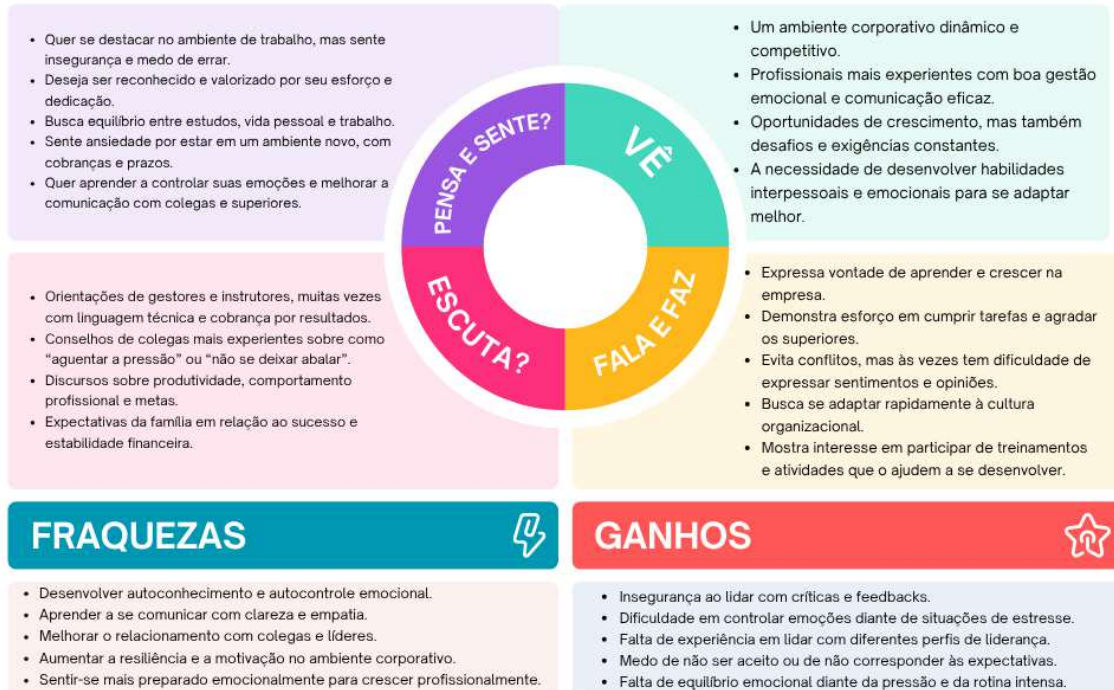 • Quer se destacar no ambiente de trabalho, mas sente
insegurança e medo de errar.
• Deseja ser reconhecido e valorizado por seu esforço e
dedicação.
• Busca equilíbrio entre estudos, vida pessoal e trabalho.
• Sente ansiedade por estar em um ambiente novo, com
cobranças e prazos.
• Quer aprender a controlar suas emoções e melhorar a
comunicação com colegas e superiores.
PENSA E SENTE?
VÊ
• Um ambiente corporativo dinâmico e
competitivo.
• Profissionais mais experientes com boa gestão
emocional e comunicação eficaz.
• Oportunidades de crescimento, mas também
desafios e exigências constantes.
• A necessidade de desenvolver habilidades
interpessoais e emocionais para se adaptar
melhor.
• Orientações de gestores e instrutores, muitas vezes
com linguagem técnica e cobrança por resultados.
• Conselhos de colegas mais experientes sobre como
“aguentar a pressão” ou “não se deixar abalar”.
• Discursos sobre produtividade, comportamento
profissional e metas.
• Expectativas da família em relação ao sucesso e
estabilidade financeira.
ESCUTA?
FALA E FAZ
• Expressa vontade de aprender e crescer na
empresa.
• Demonstra esforço em cumprir tarefas e agradar
os superiores.
• Evita conflitos, mas às vezes tem dificuldade de
expressar sentimentos e opiniões.
• Busca se adaptar rapidamente à cultura
organizacional.
• Mostra interesse em participar de treinamentos
e atividades que o ajudem a se desenvolver.
FRAQUEZAS
• Desenvolver autoconhecimento e autocontrole emocional.
• Aprender a se comunicar com clareza e empatia.
• Melhorar o relacionamento com colegas e líderes.
• Aumentar a resiliência e a motivação no ambiente corporativo.
• Sentir-se mais preparado emocionalmente para crescer profissionalmente.
GANHOS
• Insegurança ao lidar com críticas e feedbacks.
• Dificuldade em controlar emoções diante de situações de estresse.
• Falta de experiência em lidar com diferentes perfis de liderança.
• Medo de não ser aceito ou de não corresponder às expectativas.
• Falta de equilíbrio emocional diante da pressão e da rotina intensa.